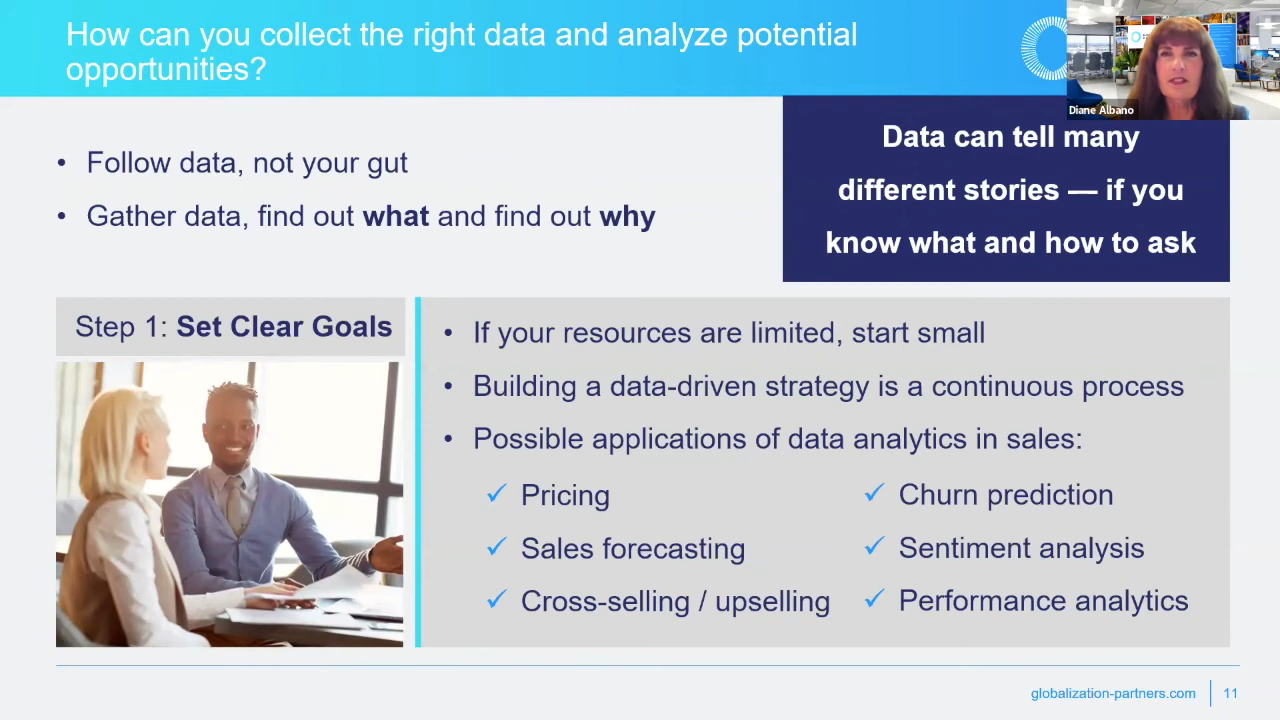 How can you collect the right data and analyze potential
opportunities?
Diane Albano
• Follow data, not your gut
• Gather data, find out what and find out why
Data can tell many
different stories — if you
know what and how to ask
Step 1: Set Clear Goals
• If your resources are limited, start small
• Building a data-driven strategy is a continuous process
• Possible applications of data analytics in sales:
✓ Pricing
✓ Sales forecasting
✓ Cross-selling / upselling
✓ Churn prediction
✓ Sentiment analysis
✓ Performance analytics
globalization-partners.com
11